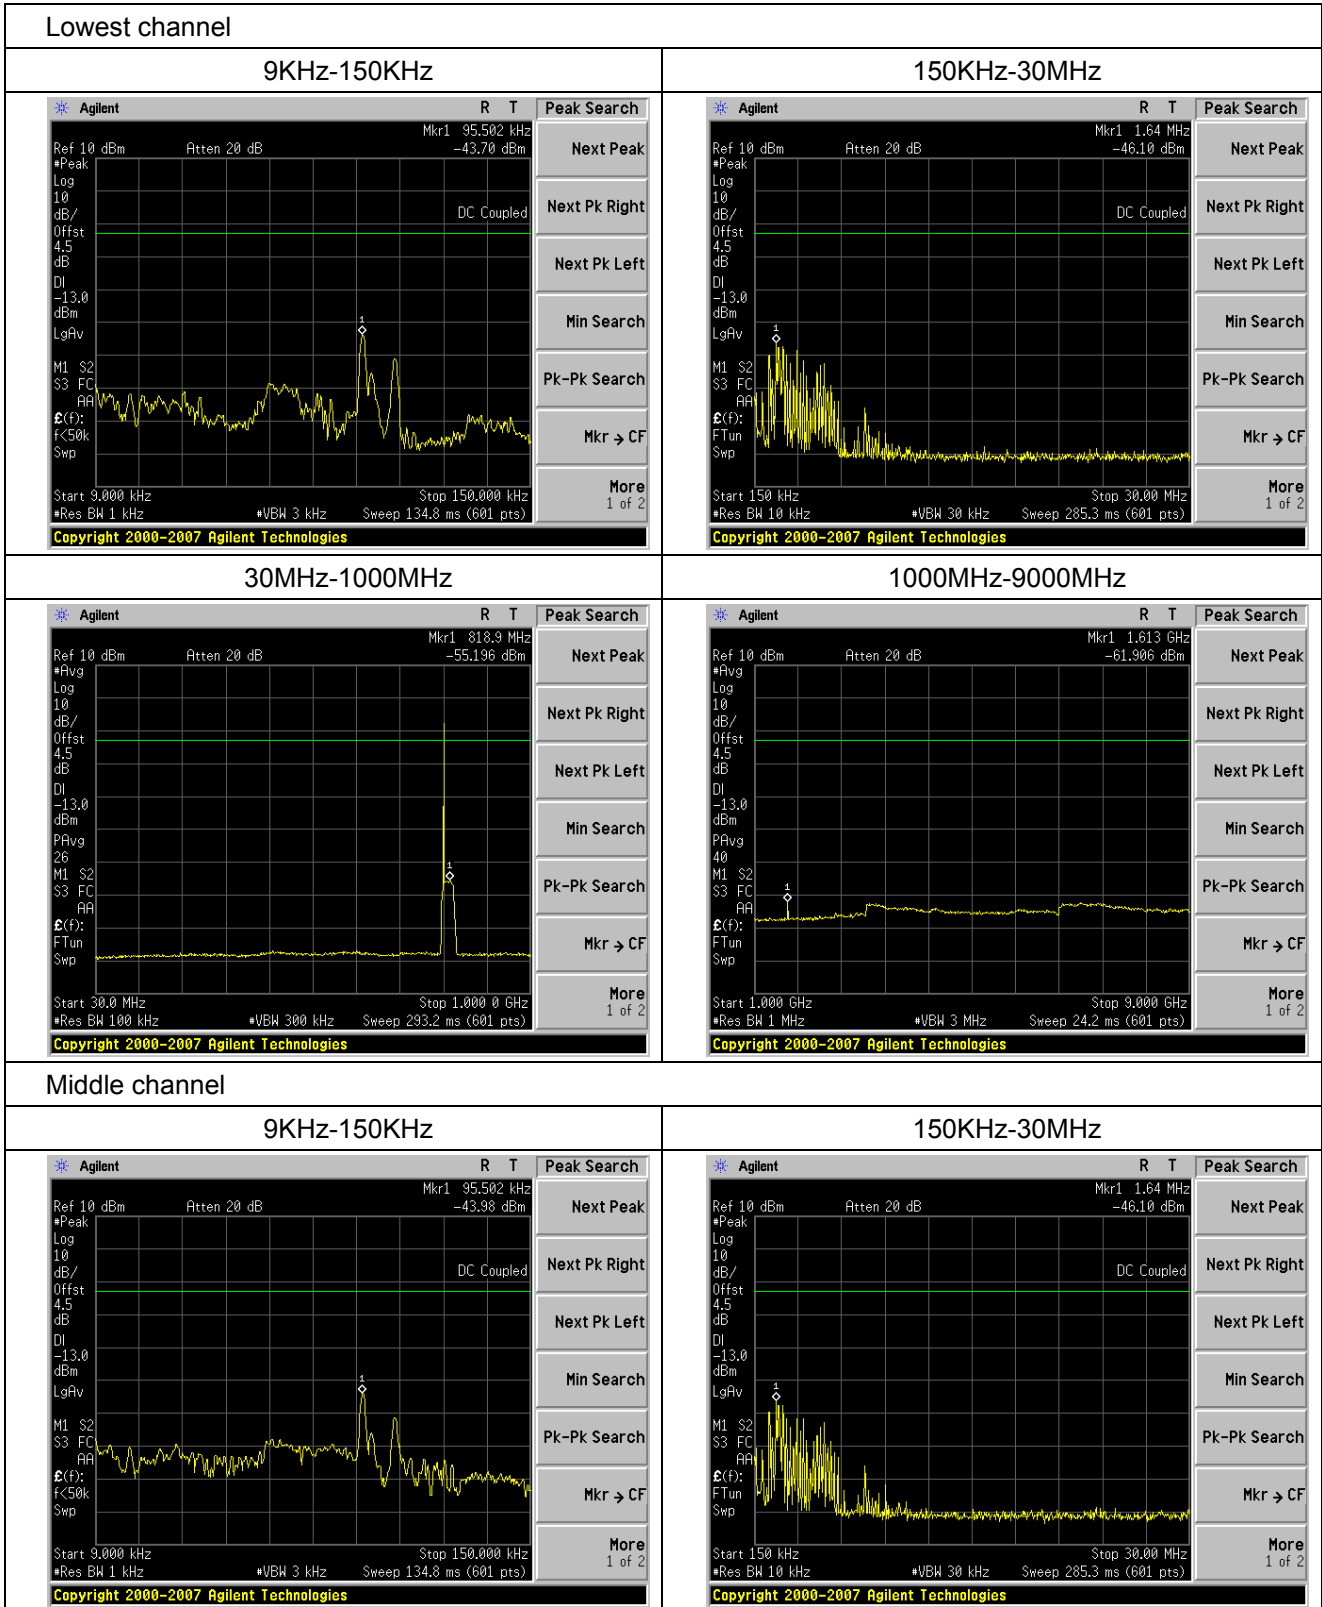 Lowest channel
9KHz-150KHz
150KHz-30MHz
Agilent R T Peak Search
Mkr1 95.502 kHz
Ref 10 dBm Atten 20 dB -43.70 dBm
#Peak
Log
10
dB/
Offst
4.5
dB
DI
-13.0
dBm
LgAv
M1 S2
S3 FC
AA
£(f):
f<50k
Swp
DC Coupled
1
Start 9.000 kHz Stop 150.000 kHz
#Res BW 1 kHz #VBW 3 kHz Sweep 134.8 ms (601 pts)
Copyright 2000-2007 Agilent Technologies
Next Peak
Next Pk Right
Next Pk Left
Min Search
Pk-Pk Search
Mkr → CF
More
1 of 2
Agilent R T Peak Search
Mkr1 1.64 MHz
Ref 10 dBm Atten 20 dB -46.10 dBm
#Peak
Log
10
dB/
Offst
4.5
dB
DI
-13.0
dBm
LgAv
M1 S2
S3 FC
AA
£(f):
FTun
Swp
DC Coupled
1
Start 150 kHz Stop 30.00 MHz
#Res BW 10 kHz #VBW 30 kHz Sweep 285.3 ms (601 pts)
Copyright 2000-2007 Agilent Technologies
Next Peak
Next Pk Right
Next Pk Left
Min Search
Pk-Pk Search
Mkr → CF
More
1 of 2
30MHz-1000MHz
1000MHz-9000MHz
Agilent R T Peak Search
Mkr1 818.9 MHz
Ref 10 dBm Atten 20 dB -55.196 dBm
#Avg
Log
10
dB/
Offst
4.5
dB
DI
-13.0
dBm
PAvg
26
M1 S2
S3 FC
AA
£(f):
FTun
Swp
1
Start 30.0 MHz Stop 1.000 0 GHz
#Res BW 100 kHz #VBW 300 kHz Sweep 293.2 ms (601 pts)
Copyright 2000-2007 Agilent Technologies
Next Peak
Next Pk Right
Next Pk Left
Min Search
Pk-Pk Search
Mkr → CF
More
1 of 2
Agilent R T Peak Search
Mkr1 1.613 GHz
Ref 10 dBm Atten 20 dB -61.906 dBm
#Avg
Log
10
dB/
Offst
4.5
dB
DI
-13.0
dBm
PAvg
40
M1 S2
S3 FC
AA
£(f):
FTun
Swp
1
Start 1.000 GHz Stop 9.000 GHz
#Res BW 1 MHz #VBW 3 MHz Sweep 24.2 ms (601 pts)
Copyright 2000-2007 Agilent Technologies
Next Peak
Next Pk Right
Next Pk Left
Min Search
Pk-Pk Search
Mkr → CF
More
1 of 2
Middle channel
9KHz-150KHz
150KHz-30MHz
Agilent R T Peak Search
Mkr1 95.502 kHz
Ref 10 dBm Atten 20 dB -43.98 dBm
#Peak
Log
10
dB/
Offst
4.5
dB
DI
-13.0
dBm
LgAv
M1 S2
S3 FC
AA
£(f):
f<50k
Swp
DC Coupled
1
Start 9.000 kHz Stop 150.000 kHz
#Res BW 1 kHz #VBW 3 kHz Sweep 134.8 ms (601 pts)
Copyright 2000-2007 Agilent Technologies
Next Peak
Next Pk Right
Next Pk Left
Min Search
Pk-Pk Search
Mkr → CF
More
1 of 2
Agilent R T Peak Search
Mkr1 1.64 MHz
Ref 10 dBm Atten 20 dB -46.10 dBm
#Peak
Log
10
dB/
Offst
4.5
dB
DI
-13.0
dBm
LgAv
M1 S2
S3 FC
AA
£(f):
FTun
Swp
DC Coupled
1
Start 150 kHz Stop 30.00 MHz
#Res BW 10 kHz #VBW 30 kHz Sweep 285.3 ms (601 pts)
Copyright 2000-2007 Agilent Technologies
Next Peak
Next Pk Right
Next Pk Left
Min Search
Pk-Pk Search
Mkr → CF
More
1 of 2